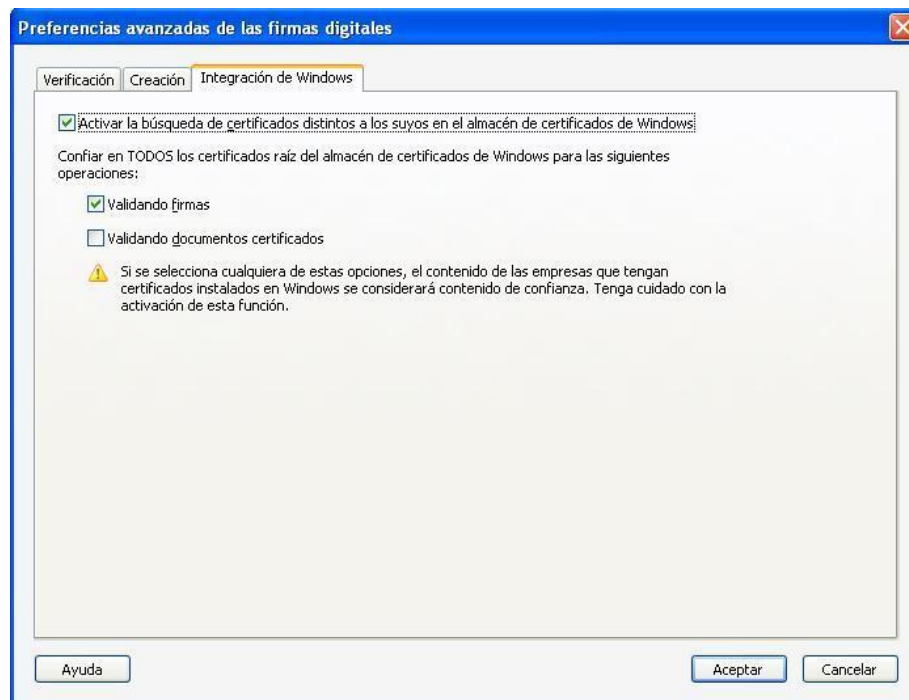 Preferencias avanzadas de las firmas digitales
Verificación
Creación
Integración de Windows
Activar la búsqueda de certificados distintos a los suyos en el almacén de certificados de Windows
Confiar en TODOS los certificados raíz del almacén de certificados de Windows para las siguientes
operaciones:
Validando firmas
Validando documentos certificados
Si se selecciona cualquiera de estas opciones, el contenido de las empresas que tengan
certificados instalados en Windows se considerará contenido de confianza. Tenga cuidado con la
activación de esta función.
Ayuda
Aceptar
Cancelar